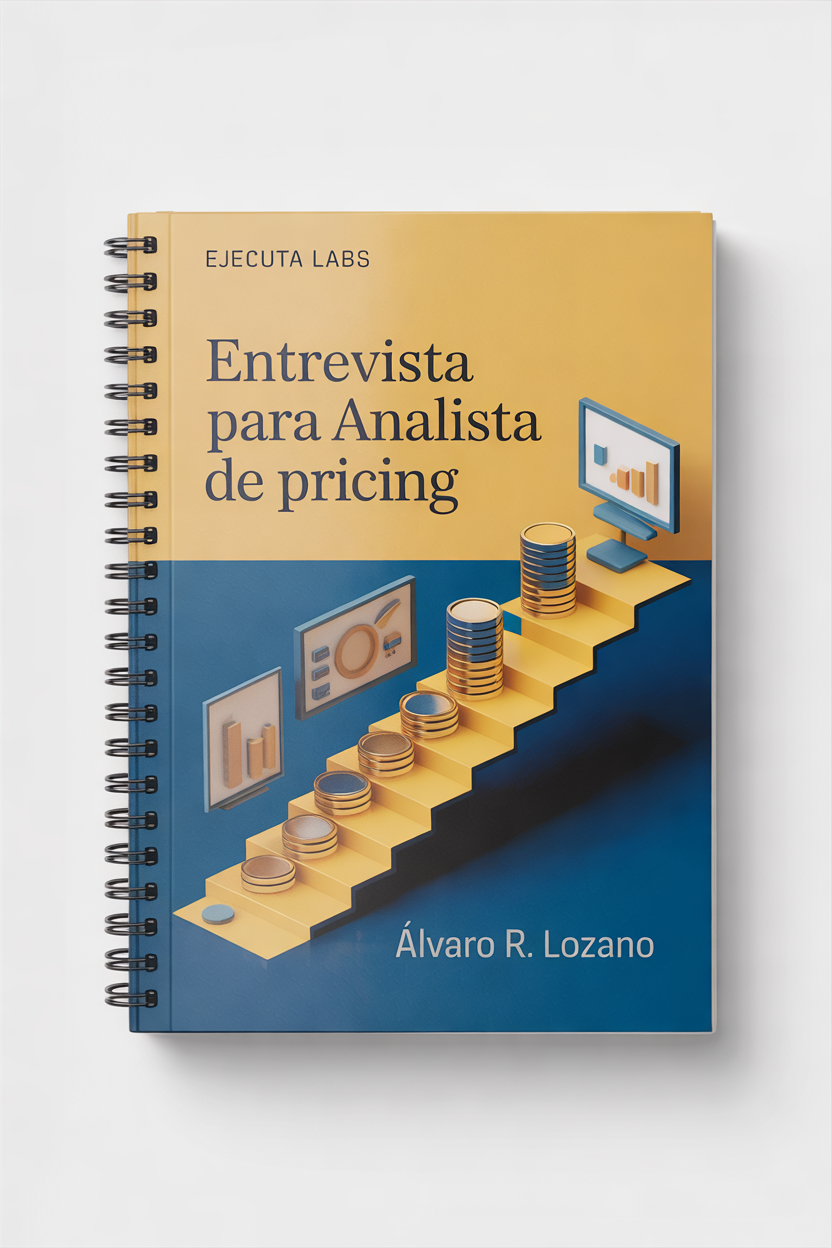 EJECUTA LABS
Entrevista
para Analista
de pricing
Álvaro R. Lozano